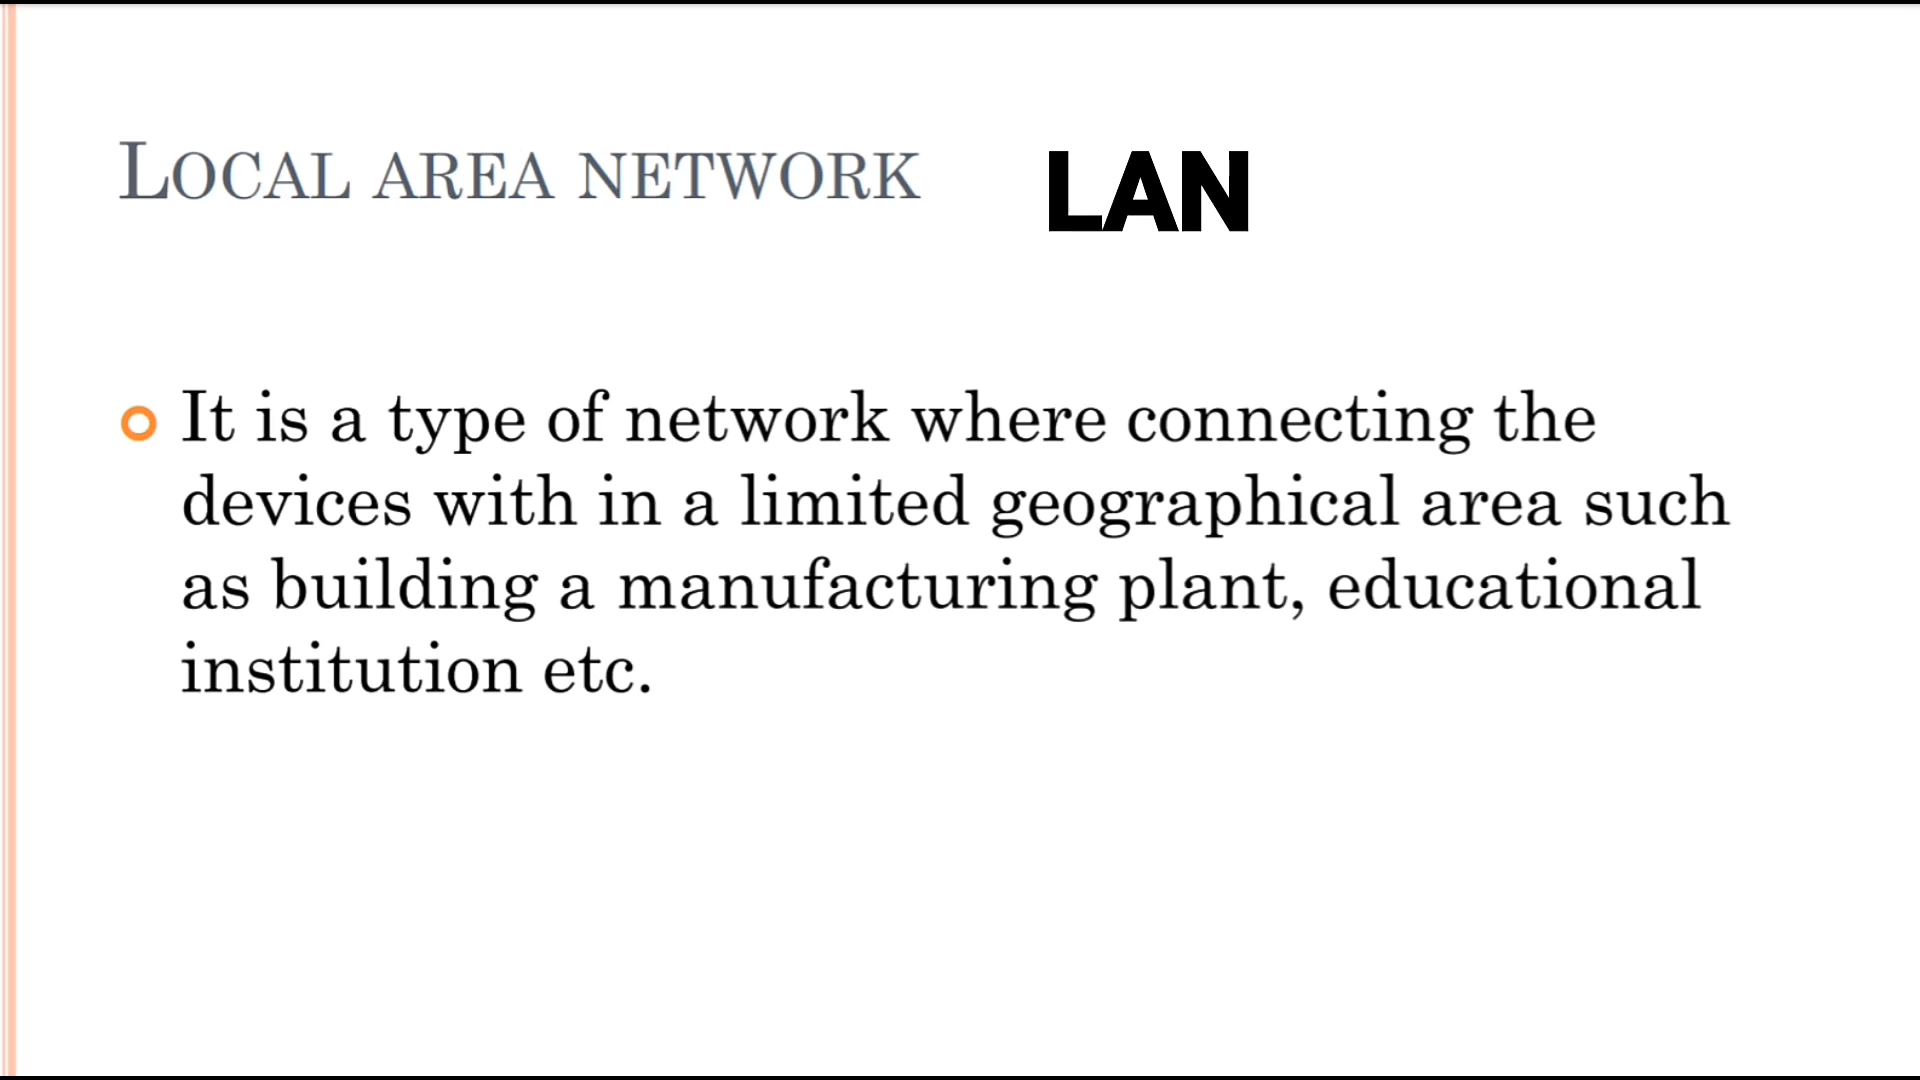 LOCAL AREA NETWORK LAN
It is a type of network where connecting the
devices with in a limited geographical area such
as building a manufacturing plant, educational
institution etc.